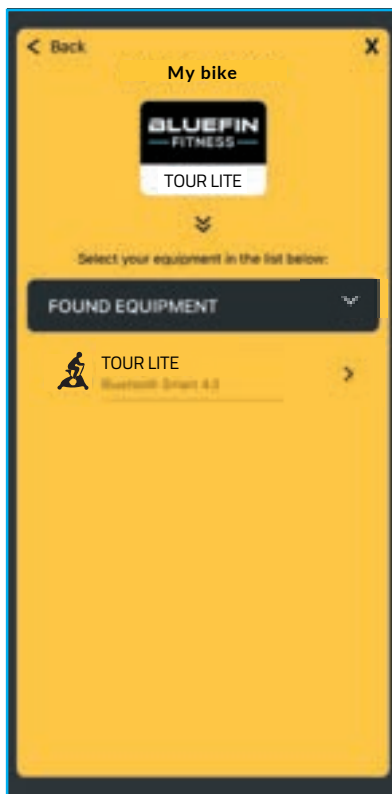 < Back
X
My bike
BLUEFIN
FITNESS
TOUR LITE
Select your equipment in the list below:
FOUND EQUIPMENT
TOUR LITE
Bluetooth Smart 4.0